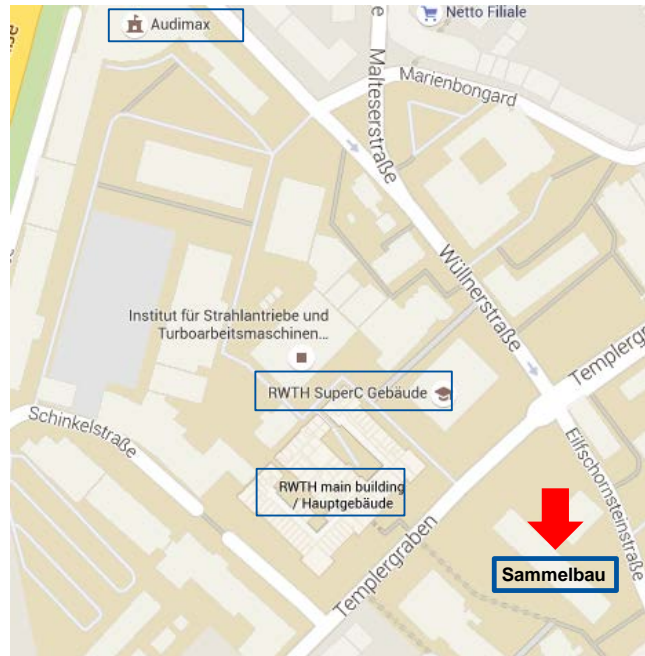 Audimax
Netto Filiale
Malteserstraße
Marienbongard
Wüllnerstraße
Institut für Strahlantriebe und
Turboarbeitsmaschinen...
Templergr
RWTH SuperC Gebäude
Schinkelstraße
Eilfschornsteinstraße
RWTH main building
/ Hauptgebäude
Templergraben
Sammelbau